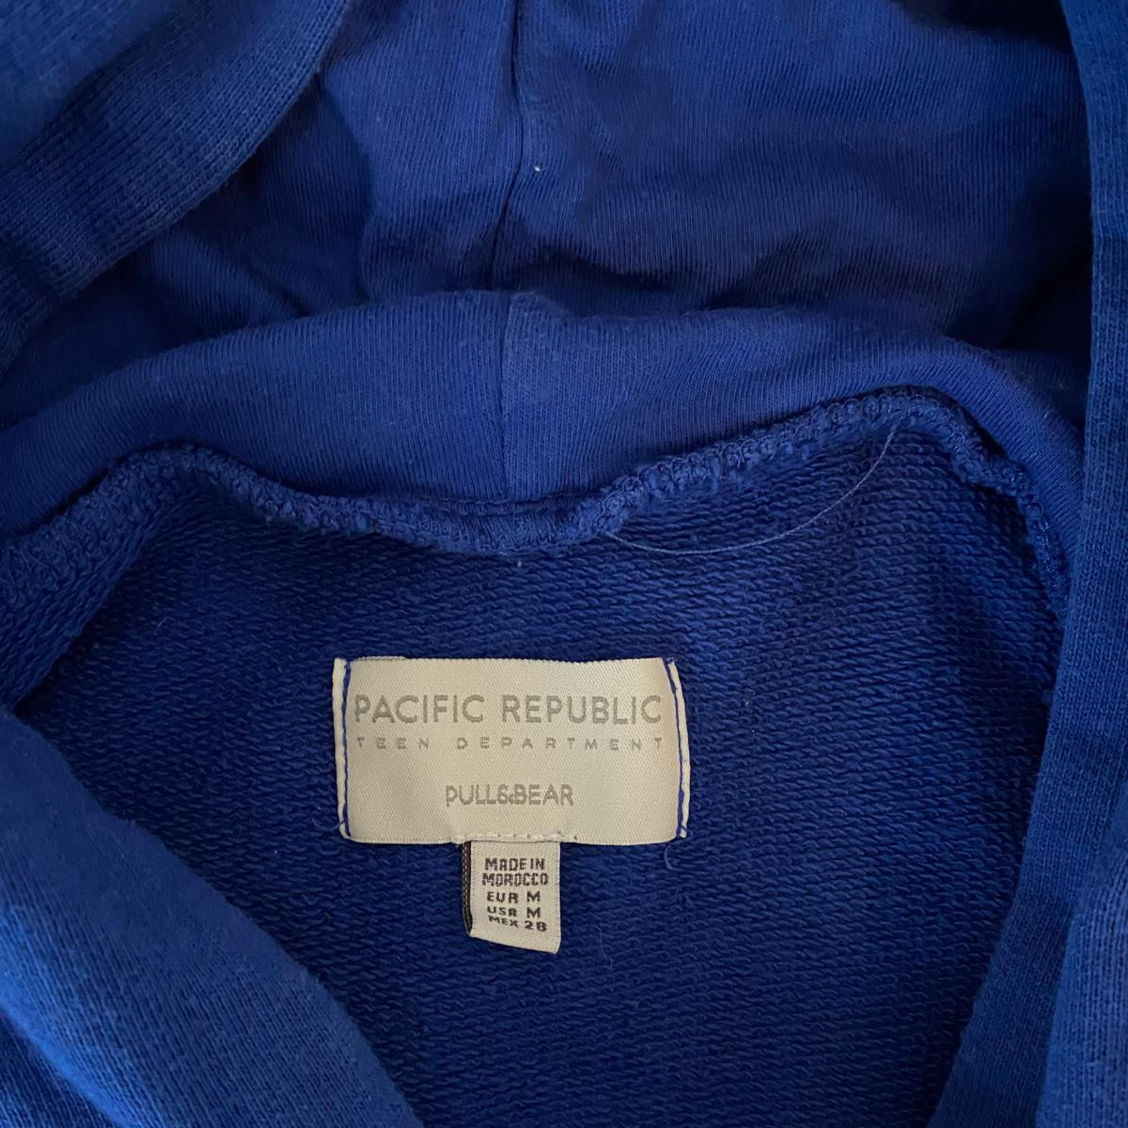 PACIFIC REPUBLIC
TEEN DEPARTMENT
PULL&BEAR
MADE IN
MOROCCO
EUR M
USA M
MEX 28